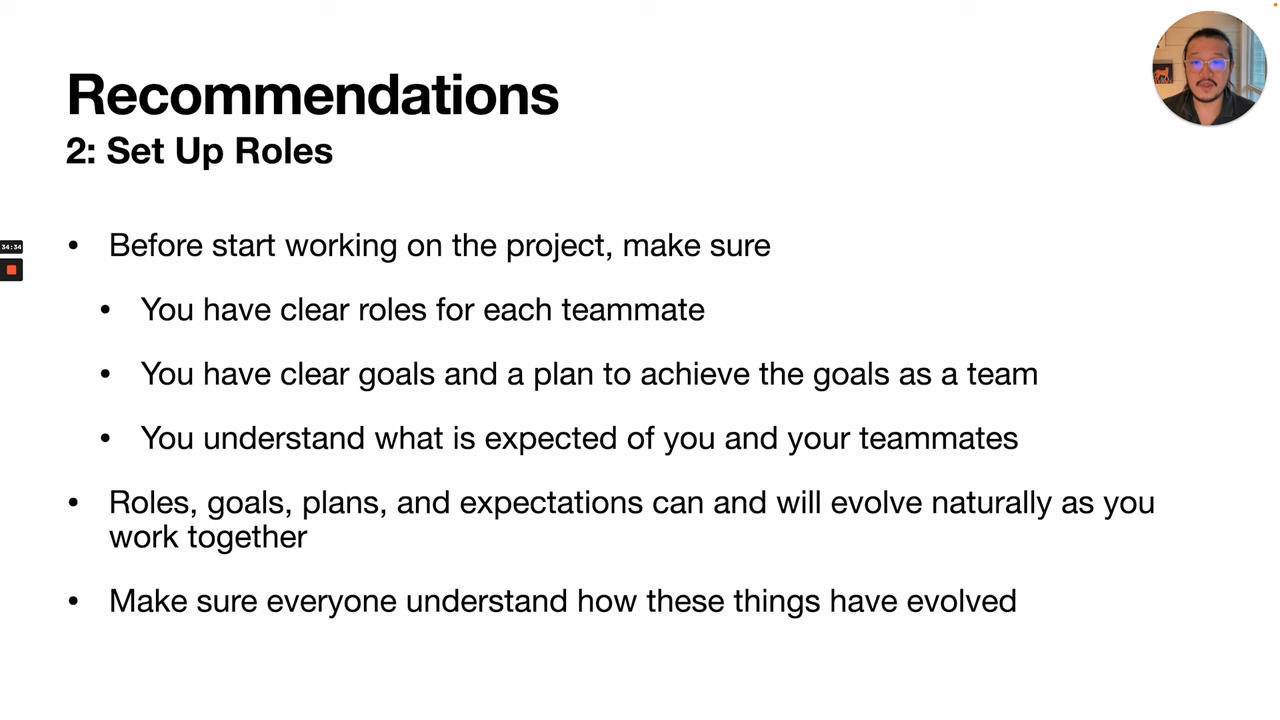 Recommendations
2: Set Up Roles
34:34
• Before start working on the project, make sure
• You have clear roles for each teammate
• You have clear goals and a plan to achieve the goals as a team
• You understand what is expected of you and your teammates
• Roles, goals, plans, and expectations can and will evolve naturally as you
work together
• Make sure everyone understand how these things have evolved